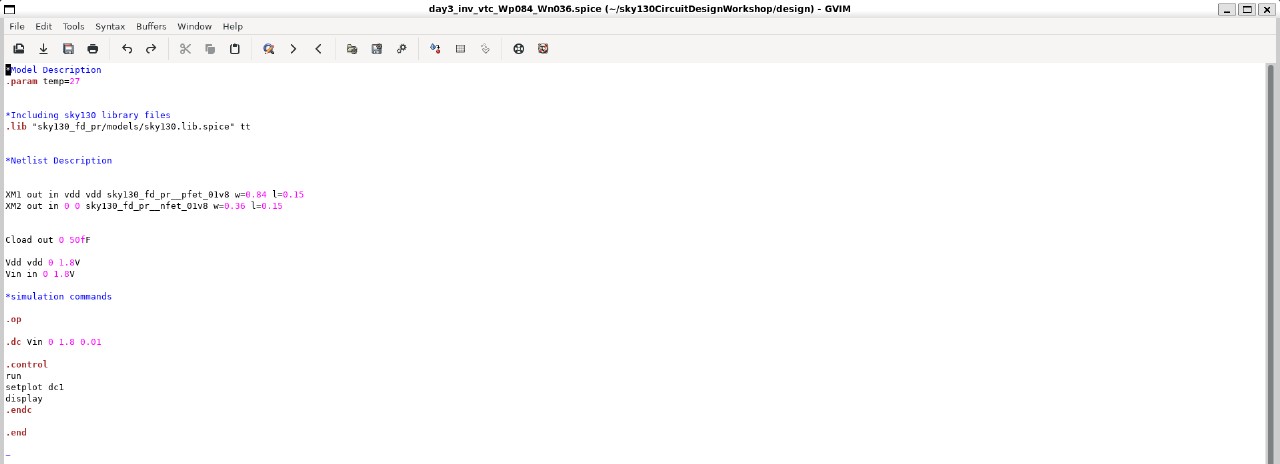 day3_inv_vtc_Wp084_Wn036.spice (~/sky130CircuitDesignWorkshop/design) - GVIM
File Edit Tools Syntax Buffers Window Help
*Model Description
.param temp=27
*Including sky130 library files
.lib "sky130_fd_pr/models/sky130.lib.spice" tt
*Netlist Description
XM1 out in vdd vdd sky130_fd_pr__pfet_01v8 w=0.84 l=0.15
XM2 out in 0 0 sky130_fd_pr__nfet_01v8 w=0.36 l=0.15
Cload out 0 50fF
Vdd vdd 0 1.8V
Vin in 0 1.8V
*simulation commands
.op
.dc Vin 0 1.8 0.01
.control
run
setplot dc1
display
.endc
.end
~